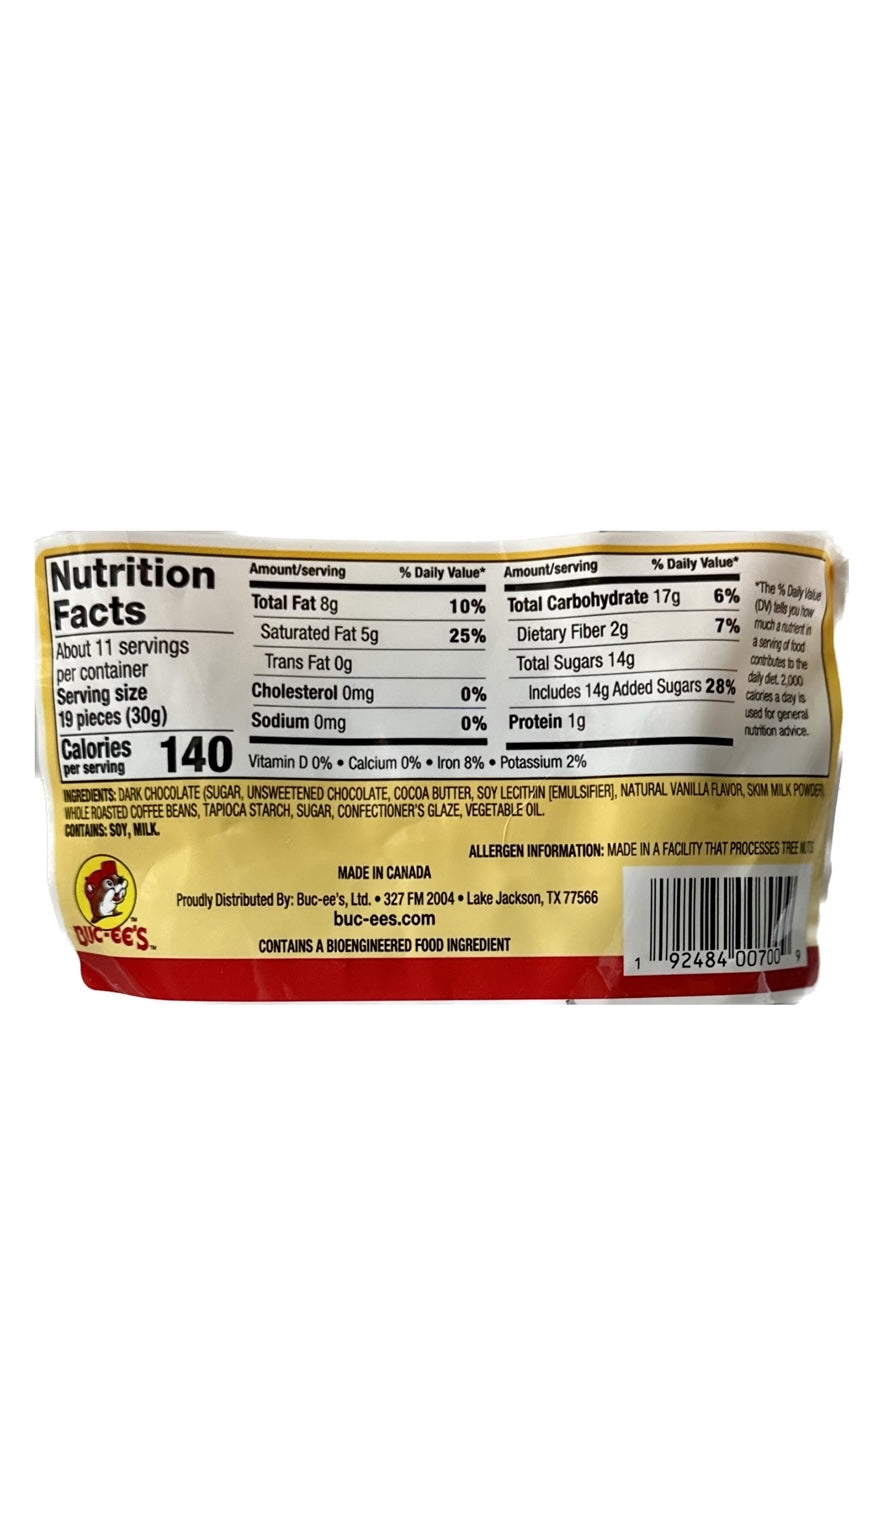 Nutrition
Facts
About 11 servings
per container
Serving size
19 pieces (30g)
Calories
per serving
140
Amount/serving % Daily Value*
Total Fat 8g 10%
Saturated Fat 5g 25%
Trans Fat 0g
Cholesterol 0mg 0%
Sodium 0mg 0%
Amount/serving % Daily Value*
Total Carbohydrate 17g 6%
Dietary Fiber 2g 7%
Total Sugars 14g
Includes 14g Added Sugars 28%
Protein 1g
Vitamin D 0% • Calcium 0% • Iron 8% • Potassium 2%
*The % Daily Value
(DV) tells you how
much a nutrient in
a serving of food
contributes to the
daily diet. 2,000
calories a day is
used for general
nutrition advice.
INGREDIENTS: DARK CHOCOLATE (SUGAR, UNSWEETENED CHOCOLATE, COCOA BUTTER, SOY LECITHIN [EMULSIFIER], NATURAL VANILLA FLAVOR, SKIM MILK POWDER)
WHOLE ROASTED COFFEE BEANS, TAPIOCA STARCH, SUGAR, CONFECTIONER'S GLAZE, VEGETABLE OIL.
CONTAINS: SOY, MILK.
ALLERGEN INFORMATION: MADE IN A FACILITY THAT PROCESSES TREE NUTS
MADE IN CANADA
Proudly Distributed By: Buc-ee's, Ltd. • 327 FM 2004 • Lake Jackson, TX 77566
buc-ees.com
CONTAINS A BIOENGINEERED FOOD INGREDIENT
BUC-EE'S™
1 92484 00700 9